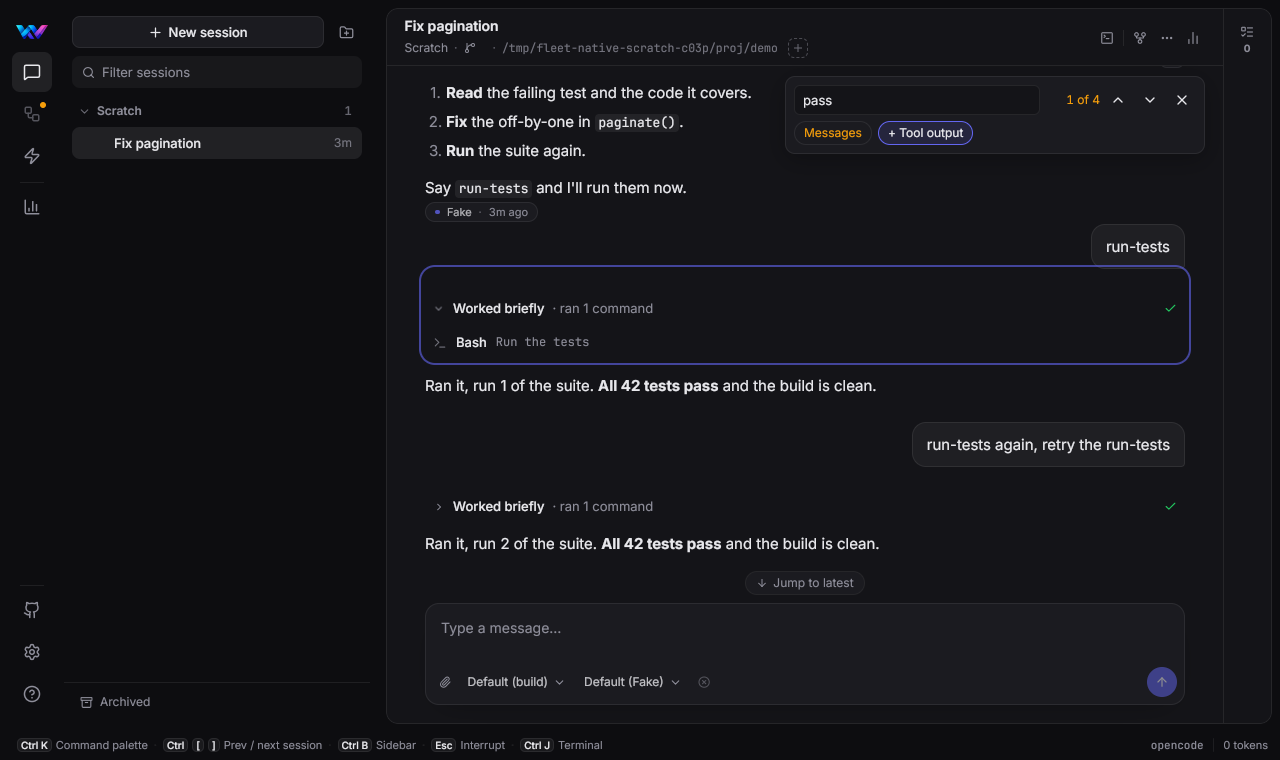 New session
Filter sessions
Scratch 1
Fix pagination 3m
Archived
Fix pagination
Scratch · · /tmp/fleet-native-scratch-c03p/proj/demo
0
pass
1 of 4
Messages
+ Tool output
1. Read the failing test and the code it covers.
2. Fix the off-by-one in paginate().
3. Run the suite again.
Say run-tests and I'll run them now.
Fake · 3m ago
run-tests
Worked briefly · ran 1 command
Bash Run the tests
Ran it, run 1 of the suite. All 42 tests pass and the build is clean.
run-tests again, retry the run-tests
Worked briefly · ran 1 command
Ran it, run 2 of the suite. All 42 tests pass and the build is clean.
Jump to latest
Type a message...
Default (build) Default (Fake)
Ctrl K Command palette · Ctrl [ ] Prev / next session · Ctrl B Sidebar · Esc Interrupt · Ctrl J Terminal
opencode 0 tokens